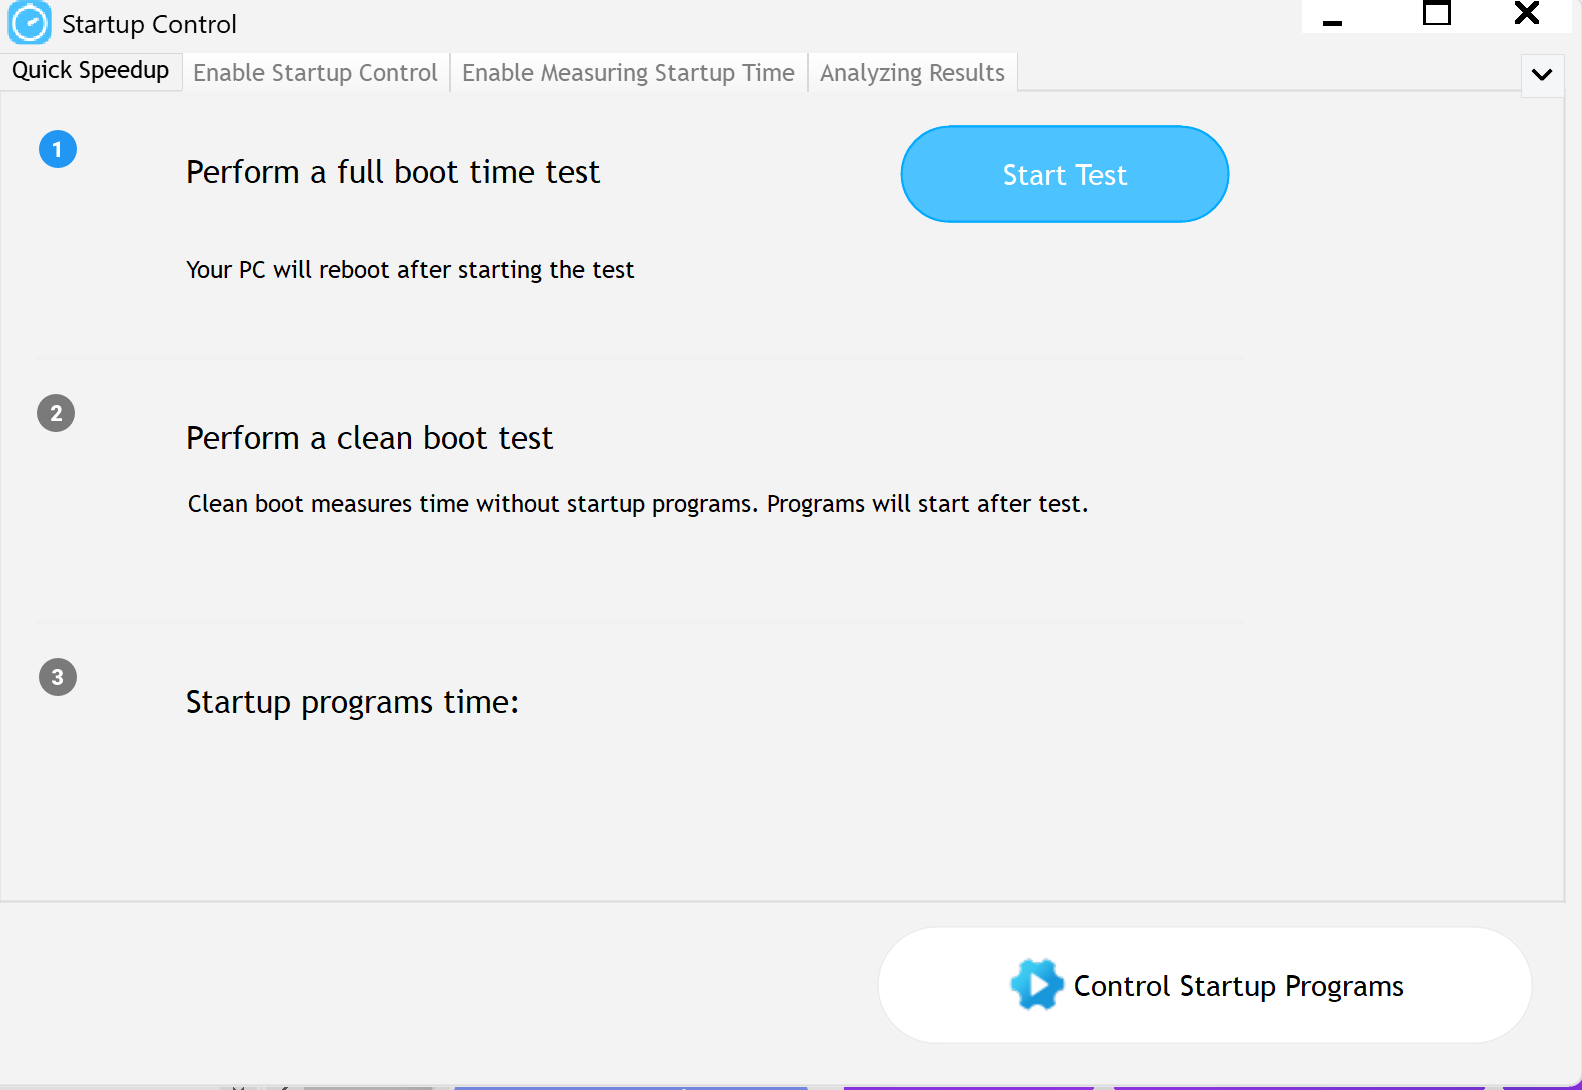 Startup Control
Quick Speedup
Enable Startup Control
Enable Measuring Startup Time
Analyzing Results
1
Perform a full boot time test
Start Test
Your PC will reboot after starting the test
2
Perform a clean boot test
Clean boot measures time without startup programs. Programs will start after test.
3
Startup programs time:
Control Startup Programs